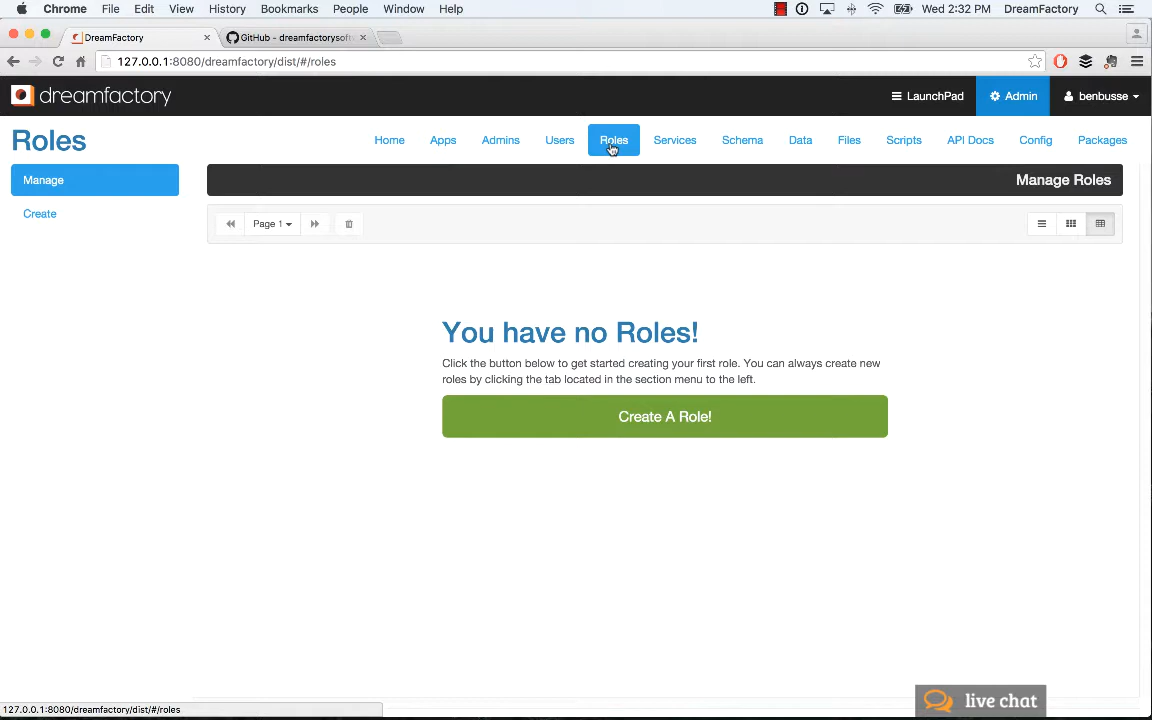 Chrome File Edit View History Bookmarks People Window Help Wed 2:32 PM DreamFactory
DreamFactory GitHub - dreamfactorysoft
127.0.0.1:8080/dreamfactory/dist/#/roles
dreamfactory LaunchPad Admin benbusse
Roles Home Apps Admins Users Roles Services Schema Data Files Scripts API Docs Config Packages
Manage Manage Roles
Create
Page 1
You have no Roles!
Click the button below to get started creating your first role. You can always create new
roles by clicking the tab located in the section menu to the left.
Create A Role!
live chat
127.0.0.1:8080/dreamfactory/dist/#/roles